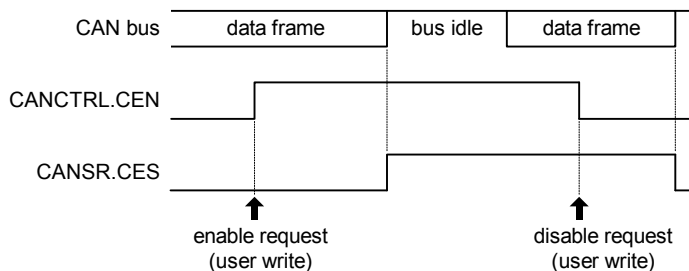 CAN bus
data frame
bus idle
data frame
CANCTRL.CEN
CANSR.CES
enable request
(user write)
disable request
(user write)